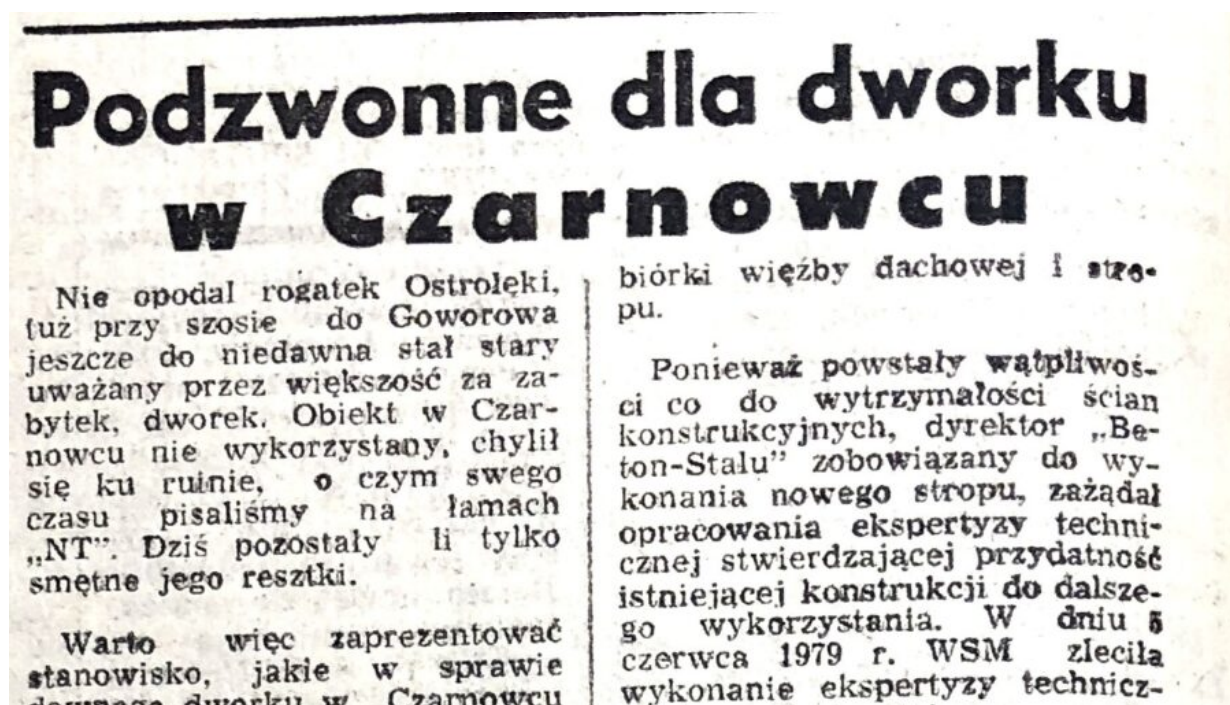 Podzwonne dla dworku
w Czarnowcu
Nie opodal rogatek Ostrołęki,
tuż przy szosie do Goworowa
jeszcze do niedawna stał stary
uważany przez większość za za-
bytek, dworek. Obiekt w Czar-
nowcu nie wykorzystany, chylił
się ku ruinie, o czym swego
czasu pisaliśmy na łamach
„NT”. Dziś pozostały li tylko
smętne jego resztki.
Warto więc zaprezentować
stanowisko, jakie w sprawie
dawnego dworku w Czarnowcu
biórki więźby dachowej i stro-
pu.
Ponieważ powstały wątpliwoś-
ci co do wytrzymałości ścian
konstrukcyjnych, dyrektor „Be-
ton-Stalu” zobowiązany do wy-
konania nowego stropu, zażądał
opracowania ekspertyzy techni-
cznej stwierdzającej przydatność
istniejącej konstrukcji do dalsze-
go wykorzystania. W dniu 5
czerwca 1979 r. WSM zleciła
wykonanie ekspertyzy technicz-